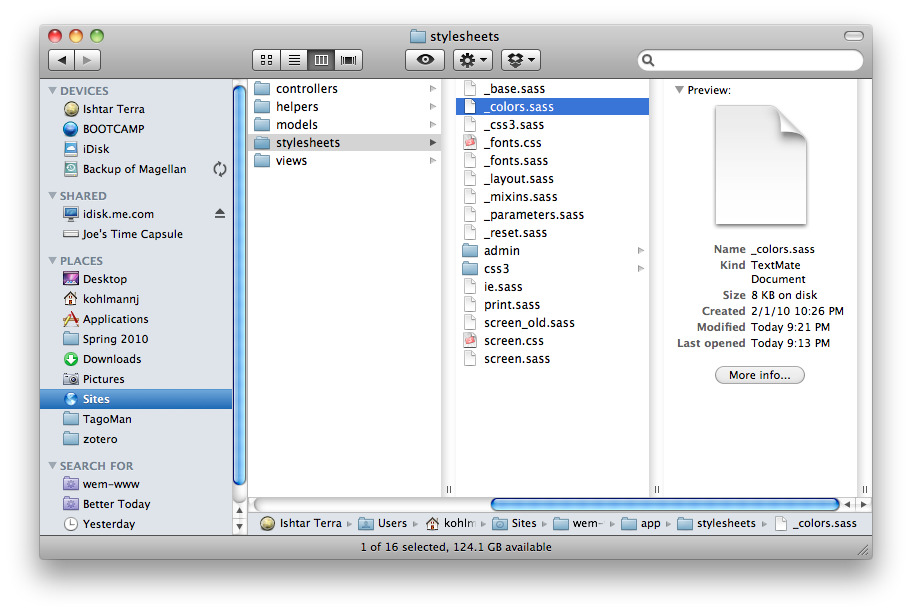 stylesheets
DEVICES
Ishtar Terra
BOOTCAMP
iDisk
Backup of Magellan
SHARED
idisk.me.com
Joe's Time Capsule
PLACES
Desktop
kohlmannj
Applications
Spring 2010
Downloads
Pictures
Sites
TagoMan
zotero
SEARCH FOR
wem-www
Better Today
Yesterday
controllers
helpers
models
stylesheets
views
_base.sass
_colors.sass
_css3.sass
_fonts.css
_fonts.sass
_layout.sass
_mixins.sass
_parameters.sass
_reset.sass
admin
css3
ie.sass
print.sass
screen_old.sass
screen.css
screen.sass
Preview:
Name _colors.sass
Kind TextMate
Document
Size 8 KB on disk
Created 2/1/10 10:26 PM
Modified Today 9:21 PM
Last opened Today 9:13 PM
More info...
Ishtar Terra Users kohlm Sites wem- app stylesheets _colors.sass
1 of 16 selected, 124.1 GB available